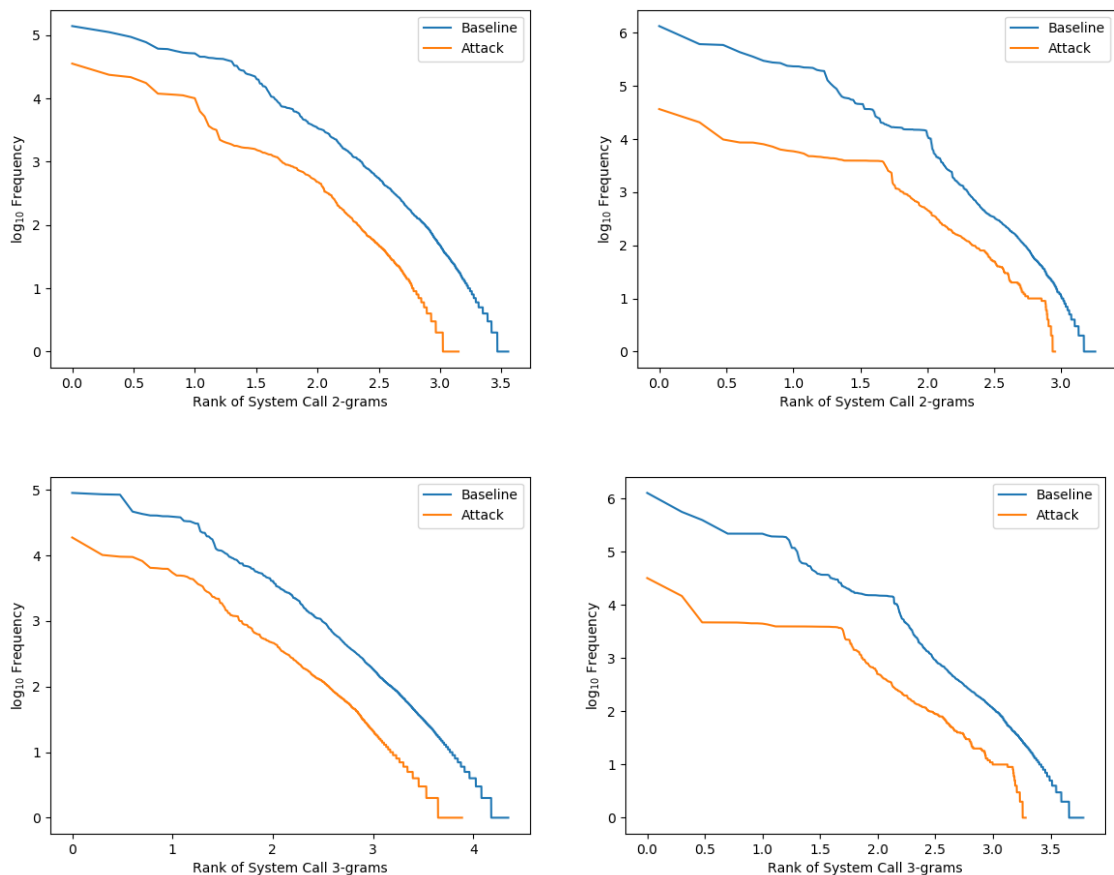 Baseline
Attack
5
4
3
2
1
0
log₁₀ Frequency
0.0 0.5 1.0 1.5 2.0 2.5 3.0 3.5
Rank of System Call 2-grams
Baseline
Attack
6
5
4
3
2
1
0
log₁₀ Frequency
0.0 0.5 1.0 1.5 2.0 2.5 3.0
Rank of System Call 2-grams
Baseline
Attack
5
4
3
2
1
0
log₁₀ Frequency
0 1 2 3 4
Rank of System Call 3-grams
Baseline
Attack
6
5
4
3
2
1
0
log₁₀ Frequency
0.0 0.5 1.0 1.5 2.0 2.5 3.0 3.5
Rank of System Call 3-grams